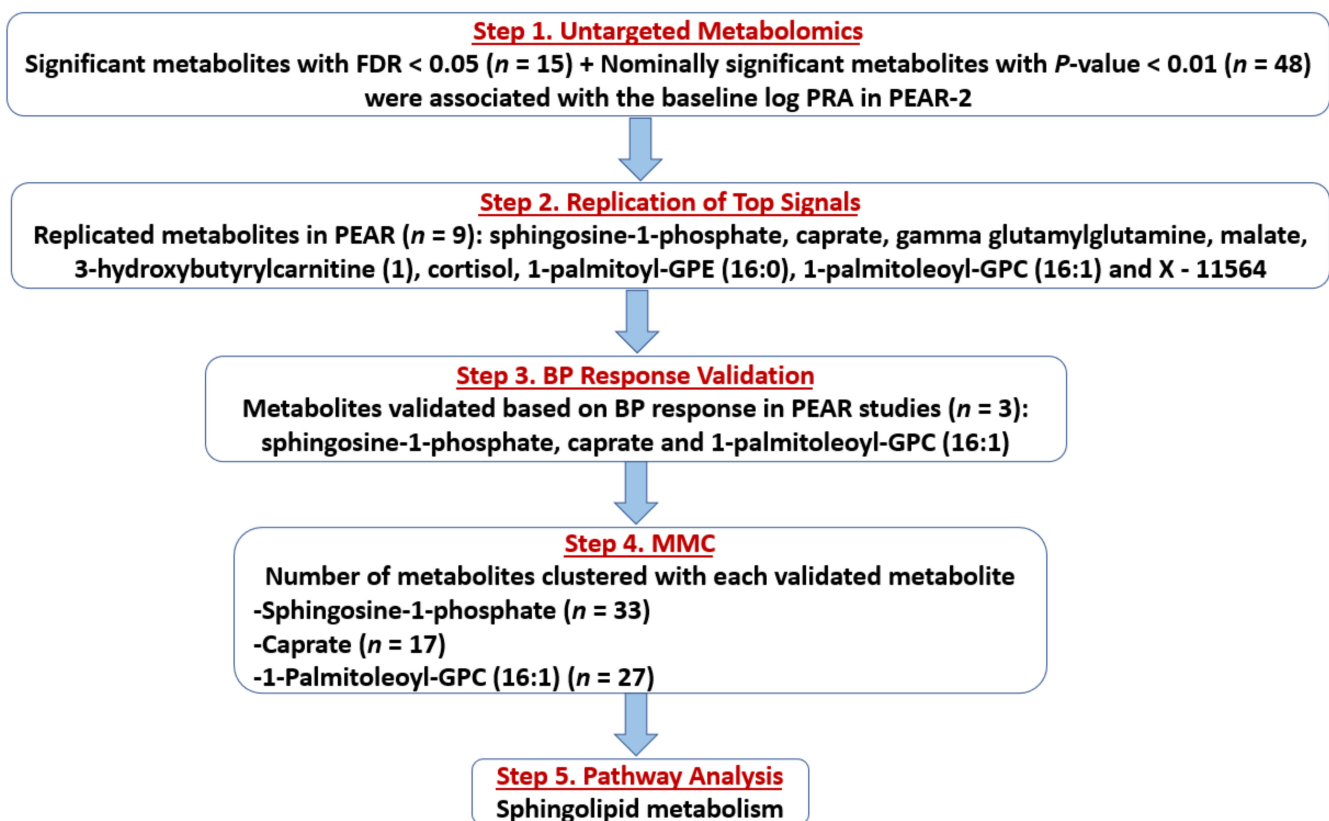 Step 1. Untargeted Metabolomics
Significant metabolites with FDR < 0.05 (n = 15) + Nominally significant metabolites with P-value < 0.01 (n = 48)
were associated with the baseline log PRA in PEAR-2
Step 2. Replication of Top Signals
Replicated metabolites in PEAR (n = 9): sphingosine-1-phosphate, caprate, gamma glutamylglutamine, malate,
3-hydroxybutyrylcarnitine (1), cortisol, 1-palmitoyl-GPE (16:0), 1-palmitoleoyl-GPC (16:1) and X - 11564
Step 3. BP Response Validation
Metabolites validated based on BP response in PEAR studies (n = 3):
sphingosine-1-phosphate, caprate and 1-palmitoleoyl-GPC (16:1)
Step 4. MMC
Number of metabolites clustered with each validated metabolite
-Sphingosine-1-phosphate (n = 33)
-Caprate (n = 17)
-1-Palmitoleoyl-GPC (16:1) (n = 27)
Step 5. Pathway Analysis
Sphingolipid metabolism